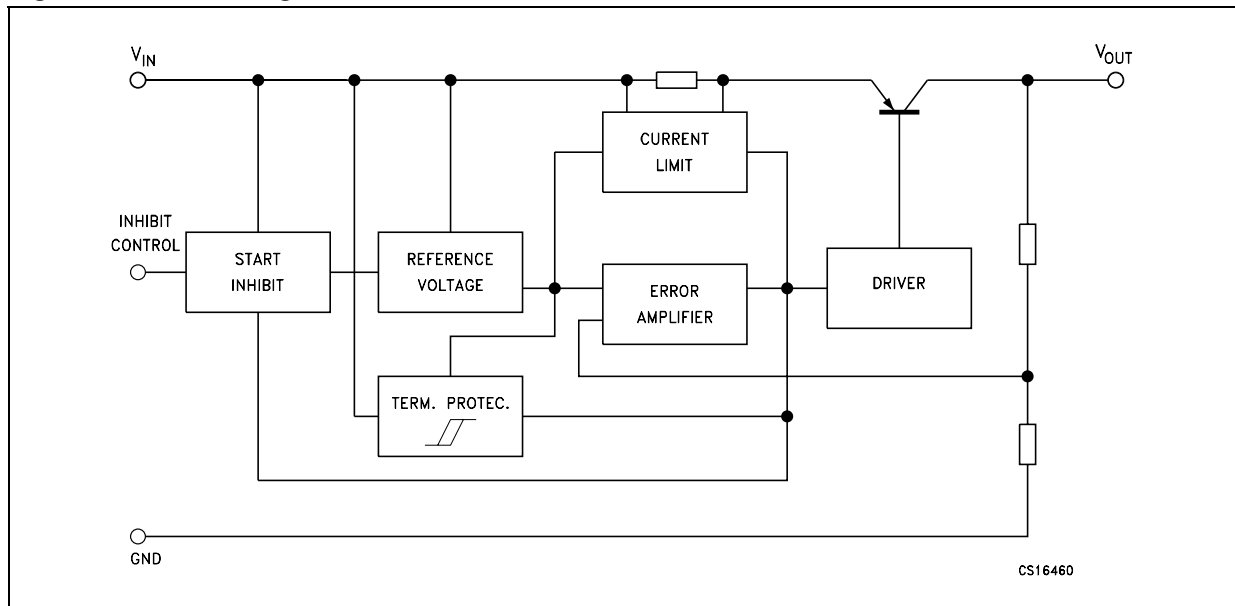 V_IN
V_OUT
CURRENT
LIMIT
INHIBIT
CONTROL
START
INHIBIT
REFERENCE
VOLTAGE
ERROR
AMPLIFIER
DRIVER
TERM. PROTEC.
GND
CS16460